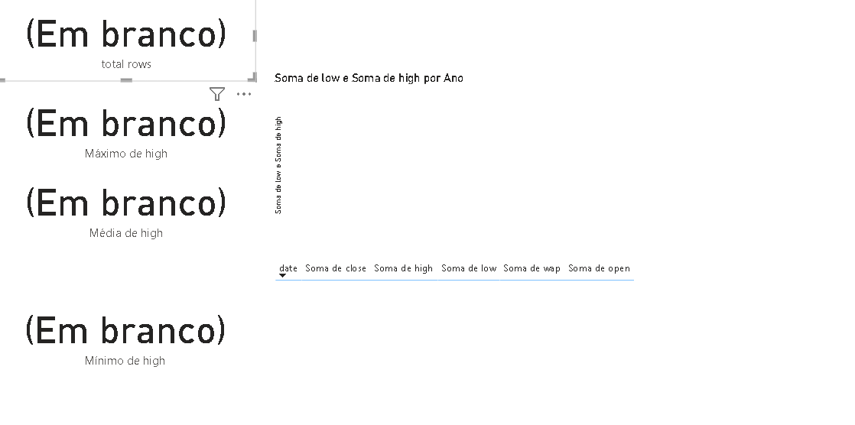 (Em branco)
total rows
(Em branco)
Máximo de high
(Em branco)
Média de high
(Em branco)
Mínimo de high
Soma de low e Soma de high por Ano
Soma de low e Soma de high
date Soma de close Soma de high Soma de low Soma de wap Soma de open